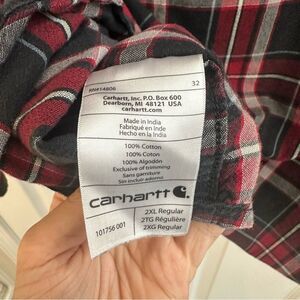 RN#14806
32
Carhartt, Inc. P.O. Box 600
Dearborn, MI 48121 USA
carhartt.com
Made in India
Fabriqué en Inde
Hecho en la India
100% Cotton
100% Coton
100% Algodón
Exclusive of trimming
Sans garniture
Sin incluir el adorno
carhartt
2XL Regular
2TG Régulière
2XG Regular
101756 001